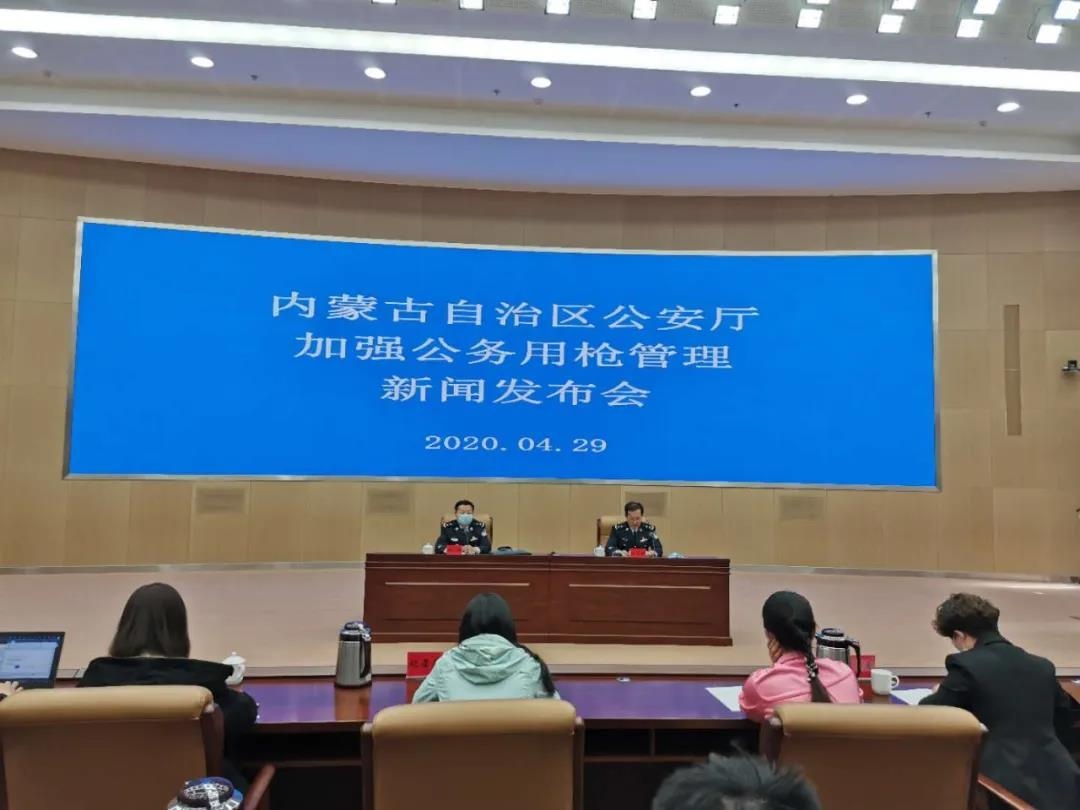 内蒙古自治区公安厅
加强公务用枪管理
新闻发布会
2020.04.29